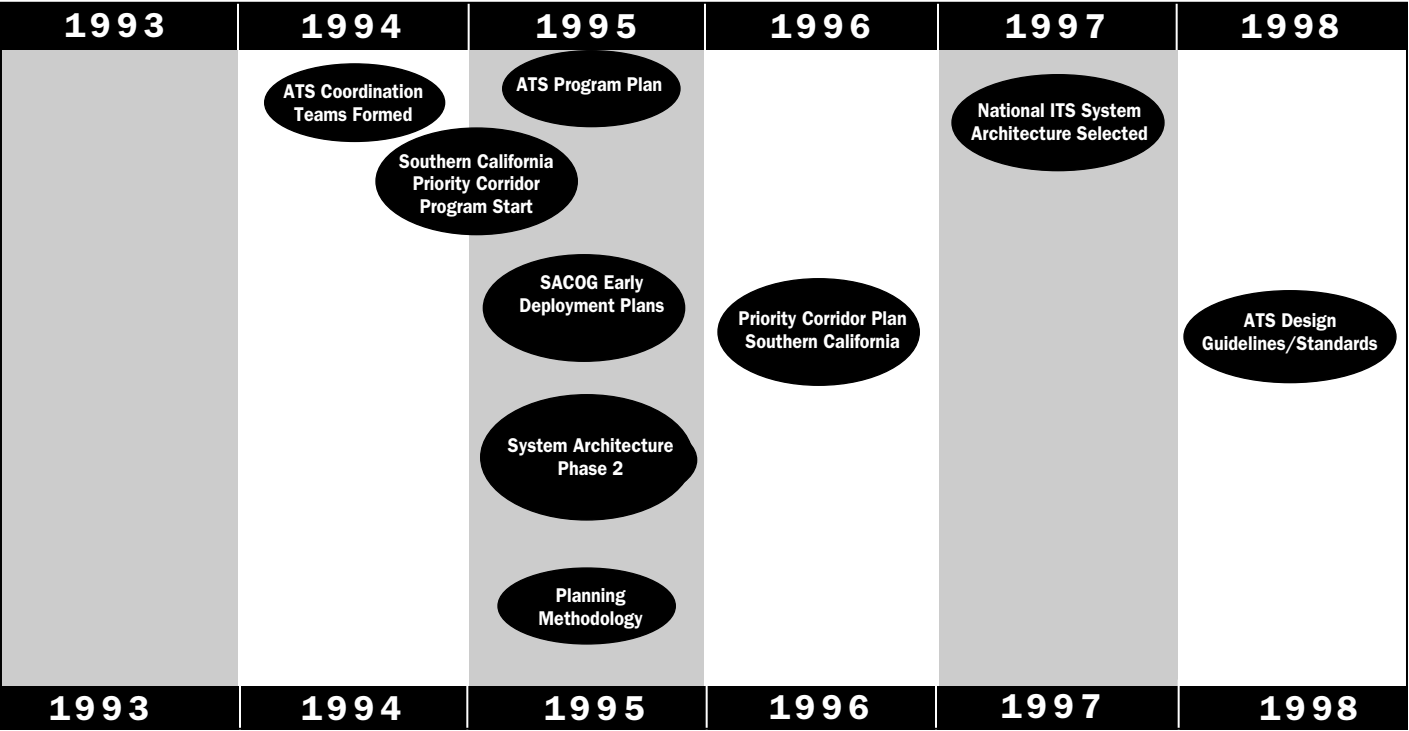 1993 1994 1995 1996 1997 1998
ATS Coordination
Teams Formed
ATS Program Plan
National ITS System
Architecture Selected
Southern California
Priority Corridor
Program Start
SACOG Early
Deployment Plans
Priority Corridor Plan
Southern California
ATS Design
Guidelines/Standards
System Architecture
Phase 2
Planning
Methodology
1993 1994 1995 1996 1997 1998